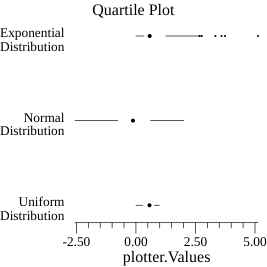 Quartile Plot
Exponential
Distribution
Normal
Distribution
Uniform
Distribution
-2.50 0.00 2.50 5.00
plotter.Values